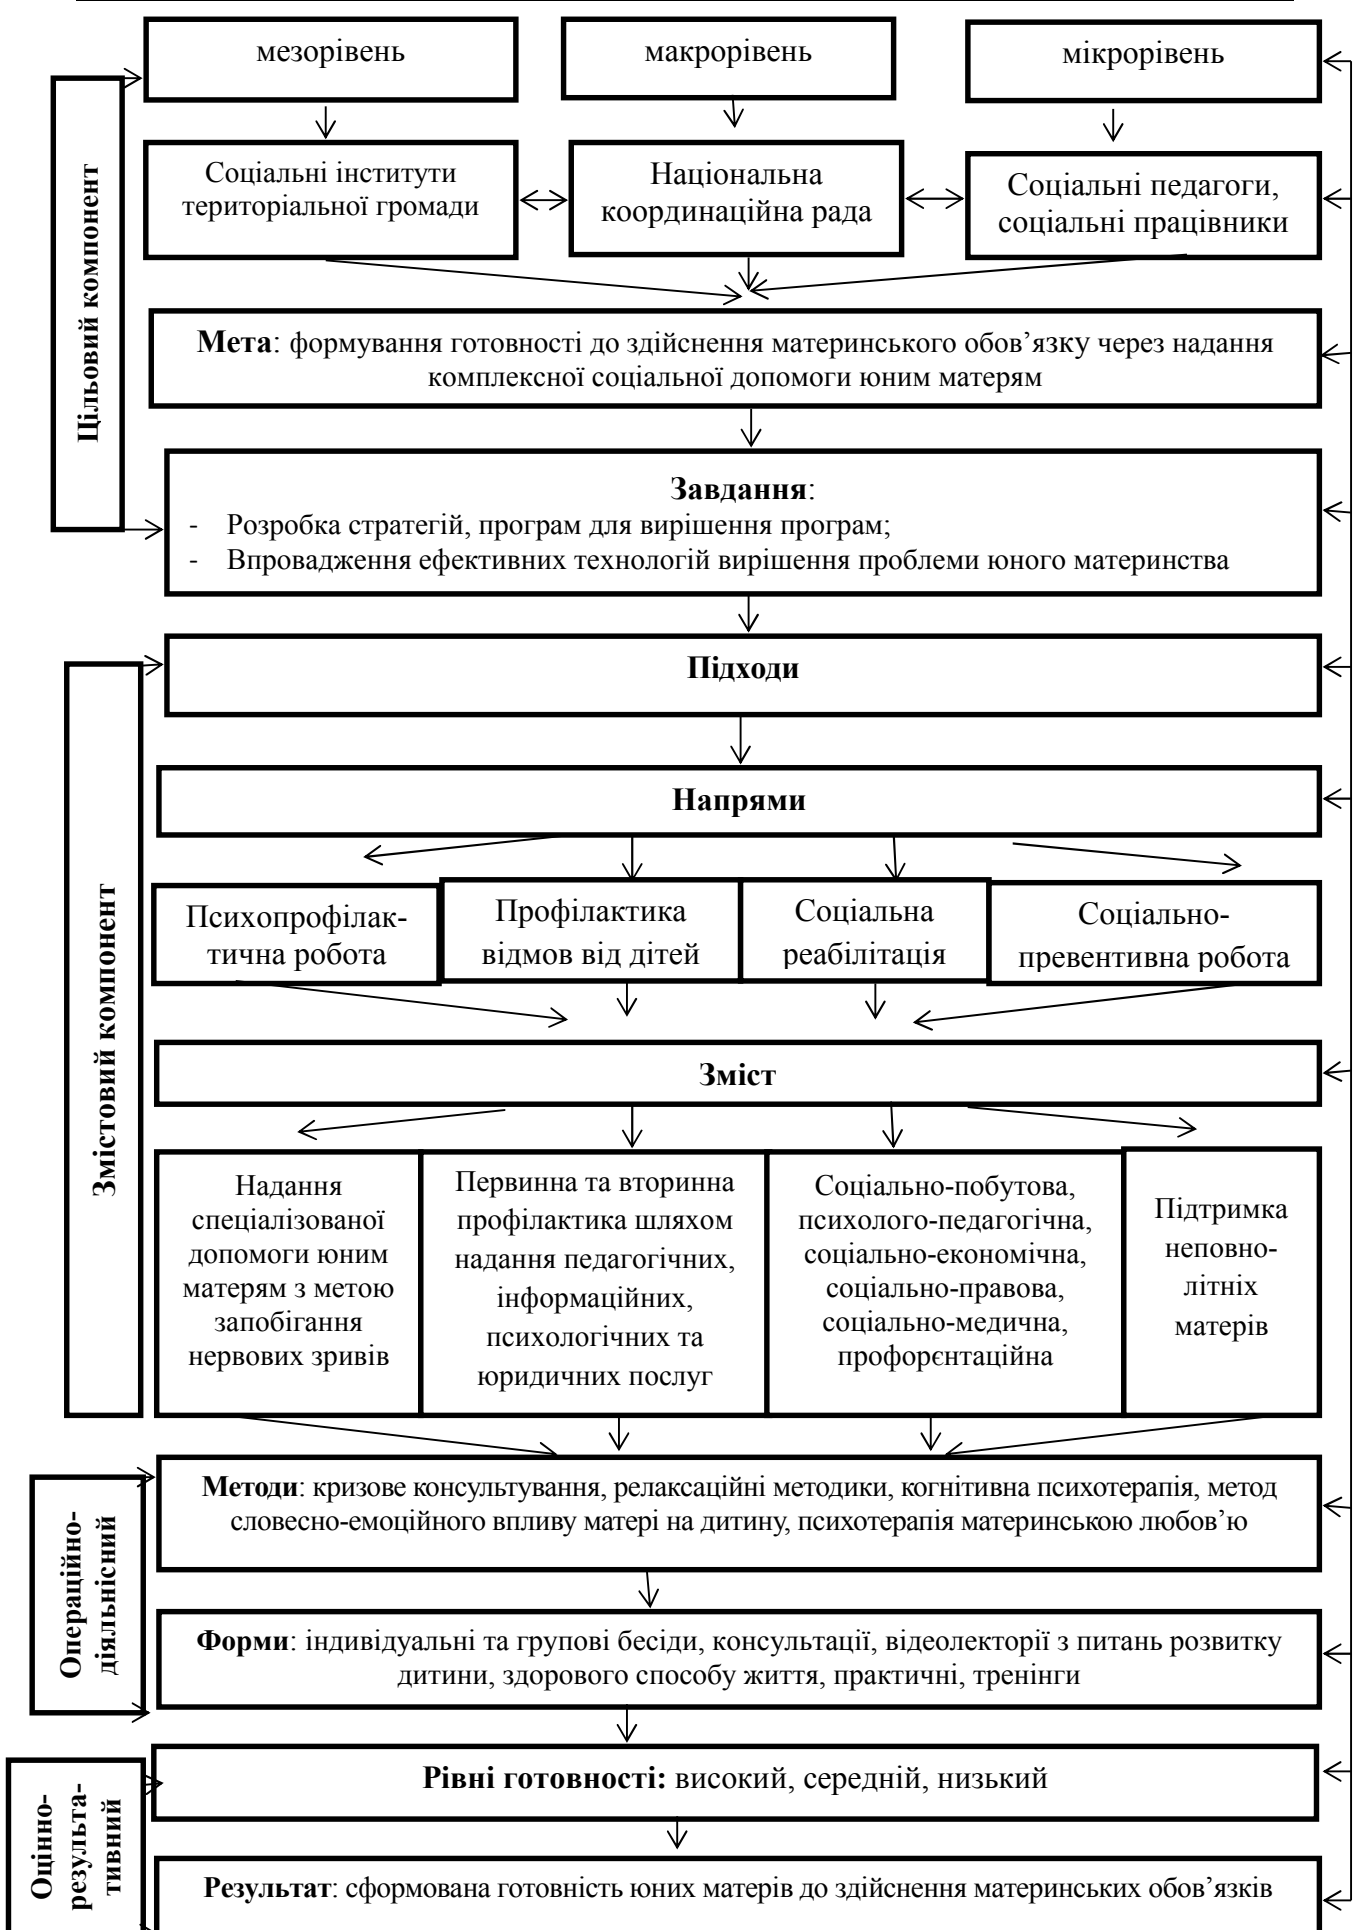 мезорівень
макрорівень
мікрорівень
Цільовий компонент
Соціальні інститути
територіальної громади
Національна
координаційна рада
Соціальні педагоги,
соціальні працівники
Мета: формування готовності до здійснення материнського обов’язку через надання
комплексної соціальної допомоги юним матерям
Завдання:
- Розробка стратегій, програм для вирішення програм;
- Впровадження ефективних технологій вирішення проблеми юного материнства
Змістовий компонент
Підходи
Напрями
Психопрофілак-
тична робота
Профілактика
відмов від дітей
Соціальна
реабілітація
Соціально-
превентивна робота
Зміст
Надання
спеціалізованої
допомоги юним
матерям з метою
запобігання
нервових зривів
Первинна та вторинна
профілактика шляхом
надання педагогічних,
інформаційних,
психологічних та
юридичних послуг
Соціально-побутова,
психолого-педагогічна,
соціально-економічна,
соціально-правова,
соціально-медична,
профорєнтаційна
Підтримка
неповно-
літніх
матерів
Операційно-
діяльнісний
Методи: кризове консультування, релаксаційні методики, когнітивна психотерапія, метод
словесно-емоційного впливу матері на дитину, психотерапія материнською любов’ю
Форми: індивідуальні та групові бесіди, консультації, відеолекторії з питань розвитку
дитини, здорового способу життя, практичні, тренінги
Оцінно-
результа-
тивний
Рівні готовності: високий, середній, низький
Результат: сформована готовність юних матерів до здійснення материнських обов’язків